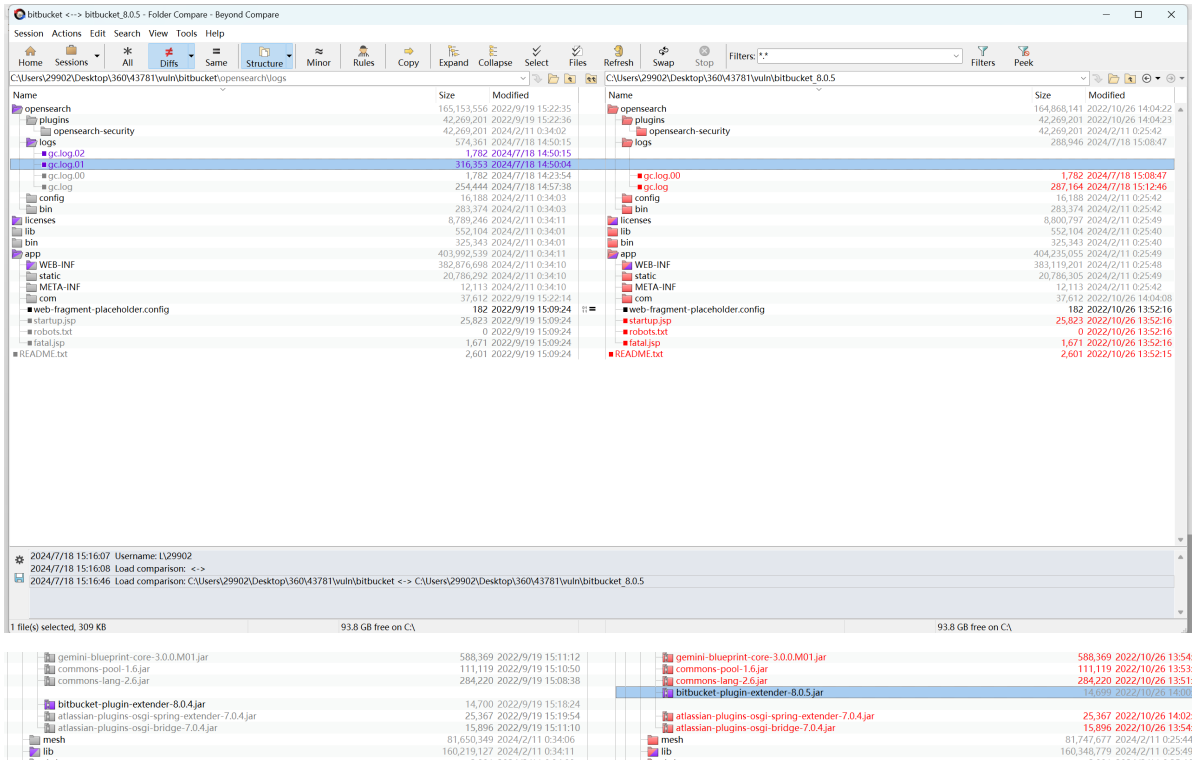 bitbucket <--> bitbucket_8.0.5 - Folder Compare - Beyond Compare
Session Actions Edit Search View Tools Help
Home Sessions All Diffs Same Structure Minor Rules Copy Expand Collapse Select Files Refresh Swap Stop Filters: *.* Filters Peek
C:\Users\29902\Desktop\360\43781\vuln\bitbucket\opensearch\logs C:\Users\29902\Desktop\360\43781\vuln\bitbucket_8.0.5
Name Size Modified Name Size Modified
opensearch 165,153,556 2022/9/19 15:22:35 opensearch 164,868,141 2022/10/26 14:04:22
plugins 42,269,201 2022/9/19 15:22:36 plugins 42,269,201 2022/10/26 14:04:23
opensearch-security 42,269,201 2024/2/11 0:34:02 opensearch-security 42,269,201 2024/2/11 0:25:42
logs 574,361 2024/7/18 14:50:15 logs 288,946 2024/7/18 15:08:47
gc.log.02 1,782 2024/7/18 14:50:15
gc.log.01 316,353 2024/7/18 14:50:04
gc.log.00 1,782 2024/7/18 14:23:54 gc.log.00 1,782 2024/7/18 15:08:47
gc.log 254,444 2024/7/18 14:57:38 gc.log 287,164 2024/7/18 15:12:46
config 16,188 2024/2/11 0:34:03 config 16,188 2024/2/11 0:25:42
bin 283,374 2024/2/11 0:34:03 bin 283,374 2024/2/11 0:25:42
licenses 8,789,246 2024/2/11 0:34:11 licenses 8,800,797 2024/2/11 0:25:49
lib 552,104 2024/2/11 0:34:01 lib 552,104 2024/2/11 0:25:40
bin 325,343 2024/2/11 0:34:01 bin 325,343 2024/2/11 0:25:40
app 403,992,539 2024/2/11 0:34:11 app 404,235,055 2024/2/11 0:25:49
WEB-INF 382,876,698 2024/2/11 0:34:10 WEB-INF 383,119,201 2024/2/11 0:25:48
static 20,786,292 2024/2/11 0:34:10 static 20,786,305 2024/2/11 0:25:48
META-INF 12,113 2024/2/11 0:34:10 META-INF 12,113 2024/2/11 0:25:42
com 37,612 2022/9/19 15:22:14 com 37,612 2022/10/26 14:04:08
web-fragment-placeholder.config 182 2022/9/19 15:09:24 = web-fragment-placeholder.config 182 2022/10/26 13:52:16
startup.jsp 25,823 2022/9/19 15:09:24 startup.jsp 25,823 2022/10/26 13:52:16
robots.txt 0 2022/9/19 15:09:24 robots.txt 0 2022/10/26 13:52:16
fatal.jsp 1,671 2022/9/19 15:09:24 fatal.jsp 1,671 2022/10/26 13:52:16
README.txt 2,601 2022/9/19 15:09:24 README.txt 2,601 2022/10/26 13:52:15
2024/7/18 15:16:07 Username: L\29902
2024/7/18 15:16:08 Load comparison: <->
2024/7/18 15:16:46 Load comparison: C:\Users\29902\Desktop\360\43781\vuln\bitbucket <-> C:\Users\29902\Desktop\360\43781\vuln\bitbucket_8.0.5
1 file(s) selected, 309 KB 93.8 GB free on C:\ 93.8 GB free on C:\
gemini-blueprint-core-3.0.0.M01.jar 588,369 2022/9/19 15:11:12 gemini-blueprint-core-3.0.0.M01.jar 588,369 2022/10/26 13:54:
commons-pool-1.6.jar 111,119 2022/9/19 15:10:50 commons-pool-1.6.jar 111,119 2022/10/26 13:53:
commons-lang-2.6.jar 284,220 2022/9/19 15:08:38 commons-lang-2.6.jar 284,220 2022/10/26 13:51:
bitbucket-plugin-extender-8.0.5.jar 14,699 2022/10/26 14:00:
bitbucket-plugin-extender-8.0.4.jar 14,700 2022/9/19 15:18:24
atlassian-plugins-osgi-spring-extender-7.0.4.jar 25,367 2022/9/19 15:19:54 atlassian-plugins-osgi-spring-extender-7.0.4.jar 25,367 2022/10/26 14:02:
atlassian-plugins-osgi-bridge-7.0.4.jar 15,896 2022/9/19 15:11:10 atlassian-plugins-osgi-bridge-7.0.4.jar 15,896 2022/10/26 13:54:
mesh 81,650,349 2024/2/11 0:34:06 mesh 81,747,677 2024/2/11 0:25:44
lib 160,219,127 2024/2/11 0:34:11 lib 160,348,779 2024/2/11 0:25:49